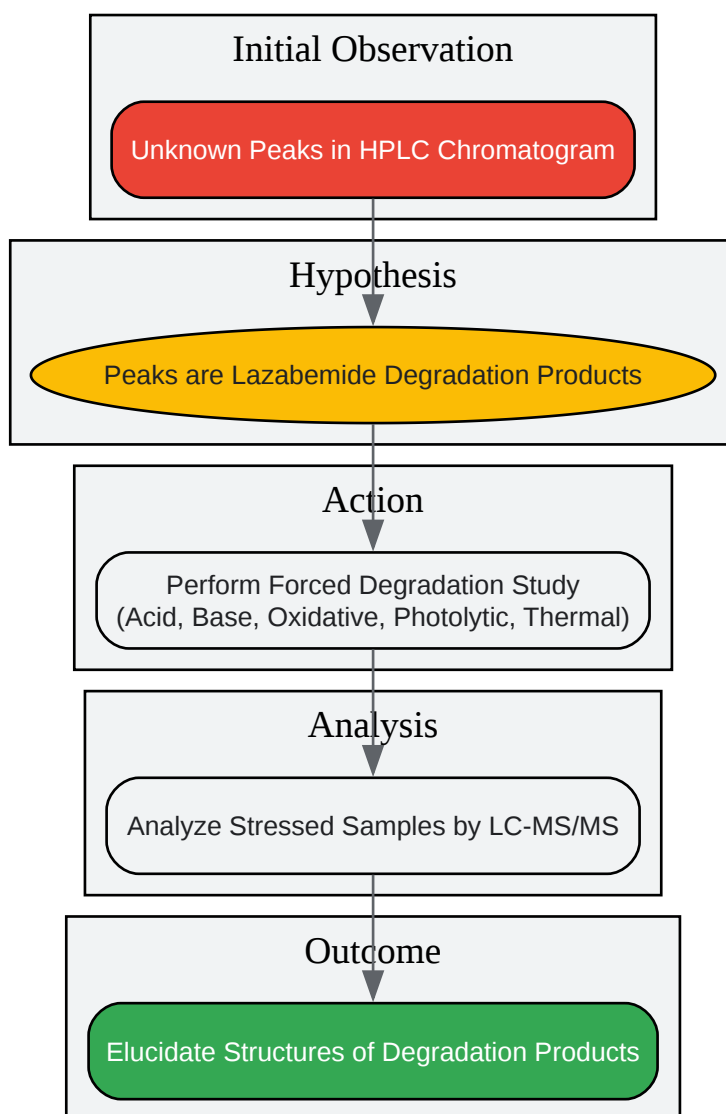 Initial Observation
Unknown Peaks in HPLC Chromatogram
Hypothesis
Peaks are Lazabemide Degradation Products
Action
Perform Forced Degradation Study
(Acid, Base, Oxidative, Photolytic, Thermal)
Analysis
Analyze Stressed Samples by LC-MS/MS
Outcome
Elucidate Structures of Degradation Products